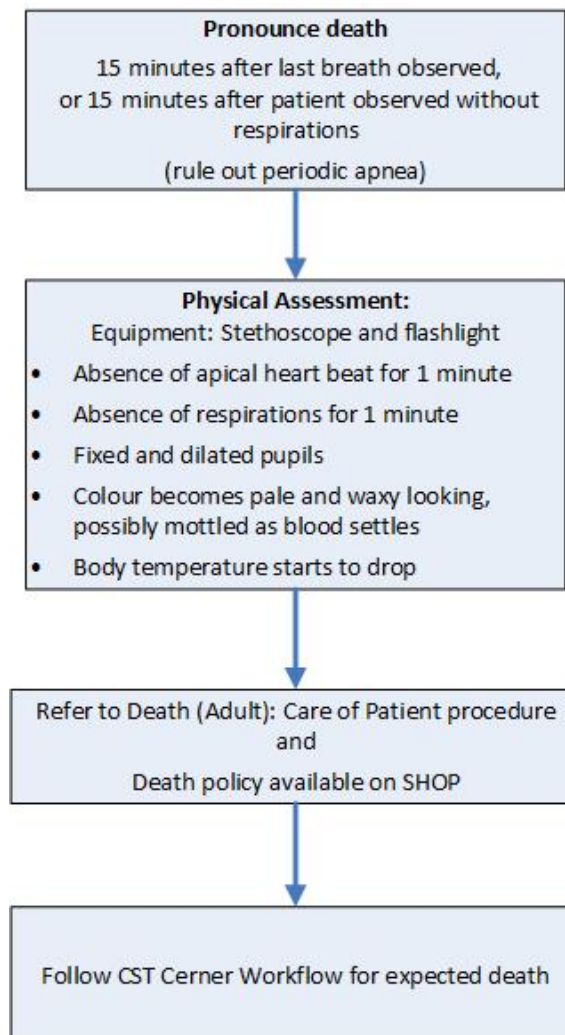 Pronounce death
15 minutes after last breath observed,
or 15 minutes after patient observed without
respirations
(rule out periodic apnea)
Physical Assessment:
Equipment: Stethoscope and flashlight
• Absence of apical heart beat for 1 minute
• Absence of respirations for 1 minute
• Fixed and dilated pupils
• Colour becomes pale and waxy looking,
possibly mottled as blood settles
• Body temperature starts to drop
Refer to Death (Adult): Care of Patient procedure
and
Death policy available on SHOP
Follow CST Cerner Workflow for expected death